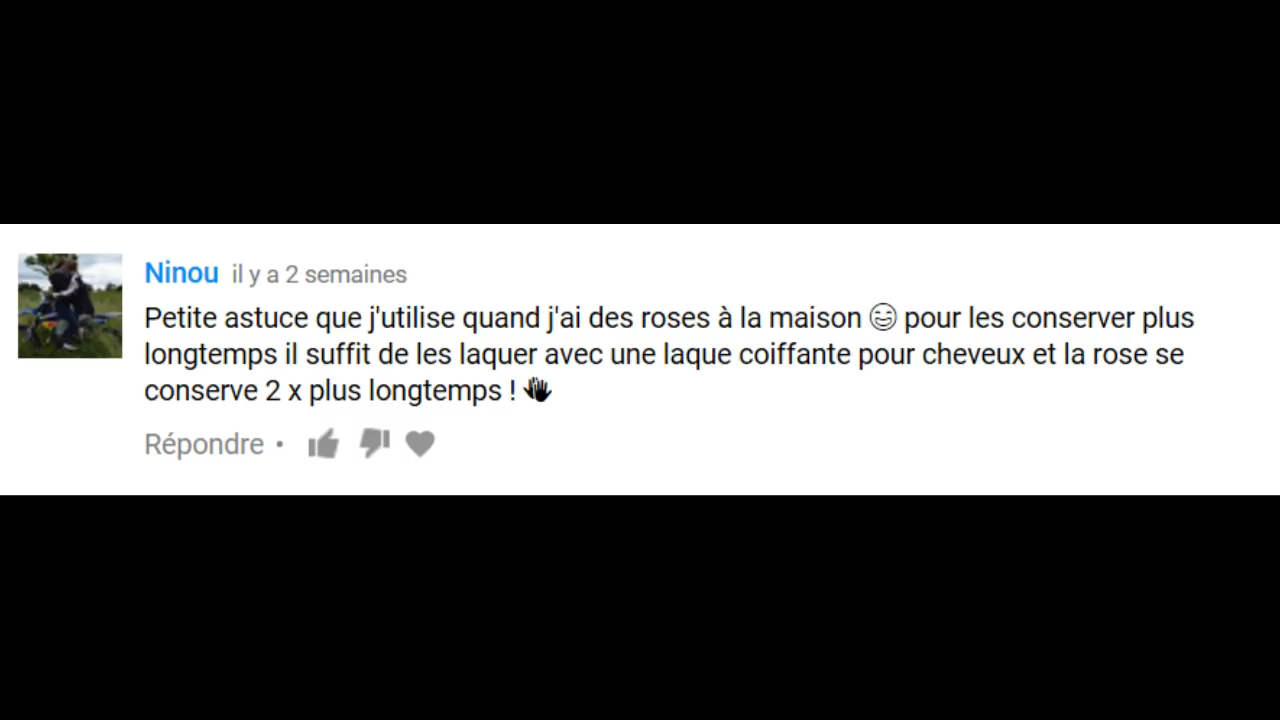 Ninou il y a 2 semaines
Petite astuce que j'utilise quand j'ai des roses à la maison 😄 pour les conserver plus
longtemps il suffit de les laquer avec une laque coiffante pour cheveux et la rose se
conserve 2 x plus longtemps ! 👋
Répondre •